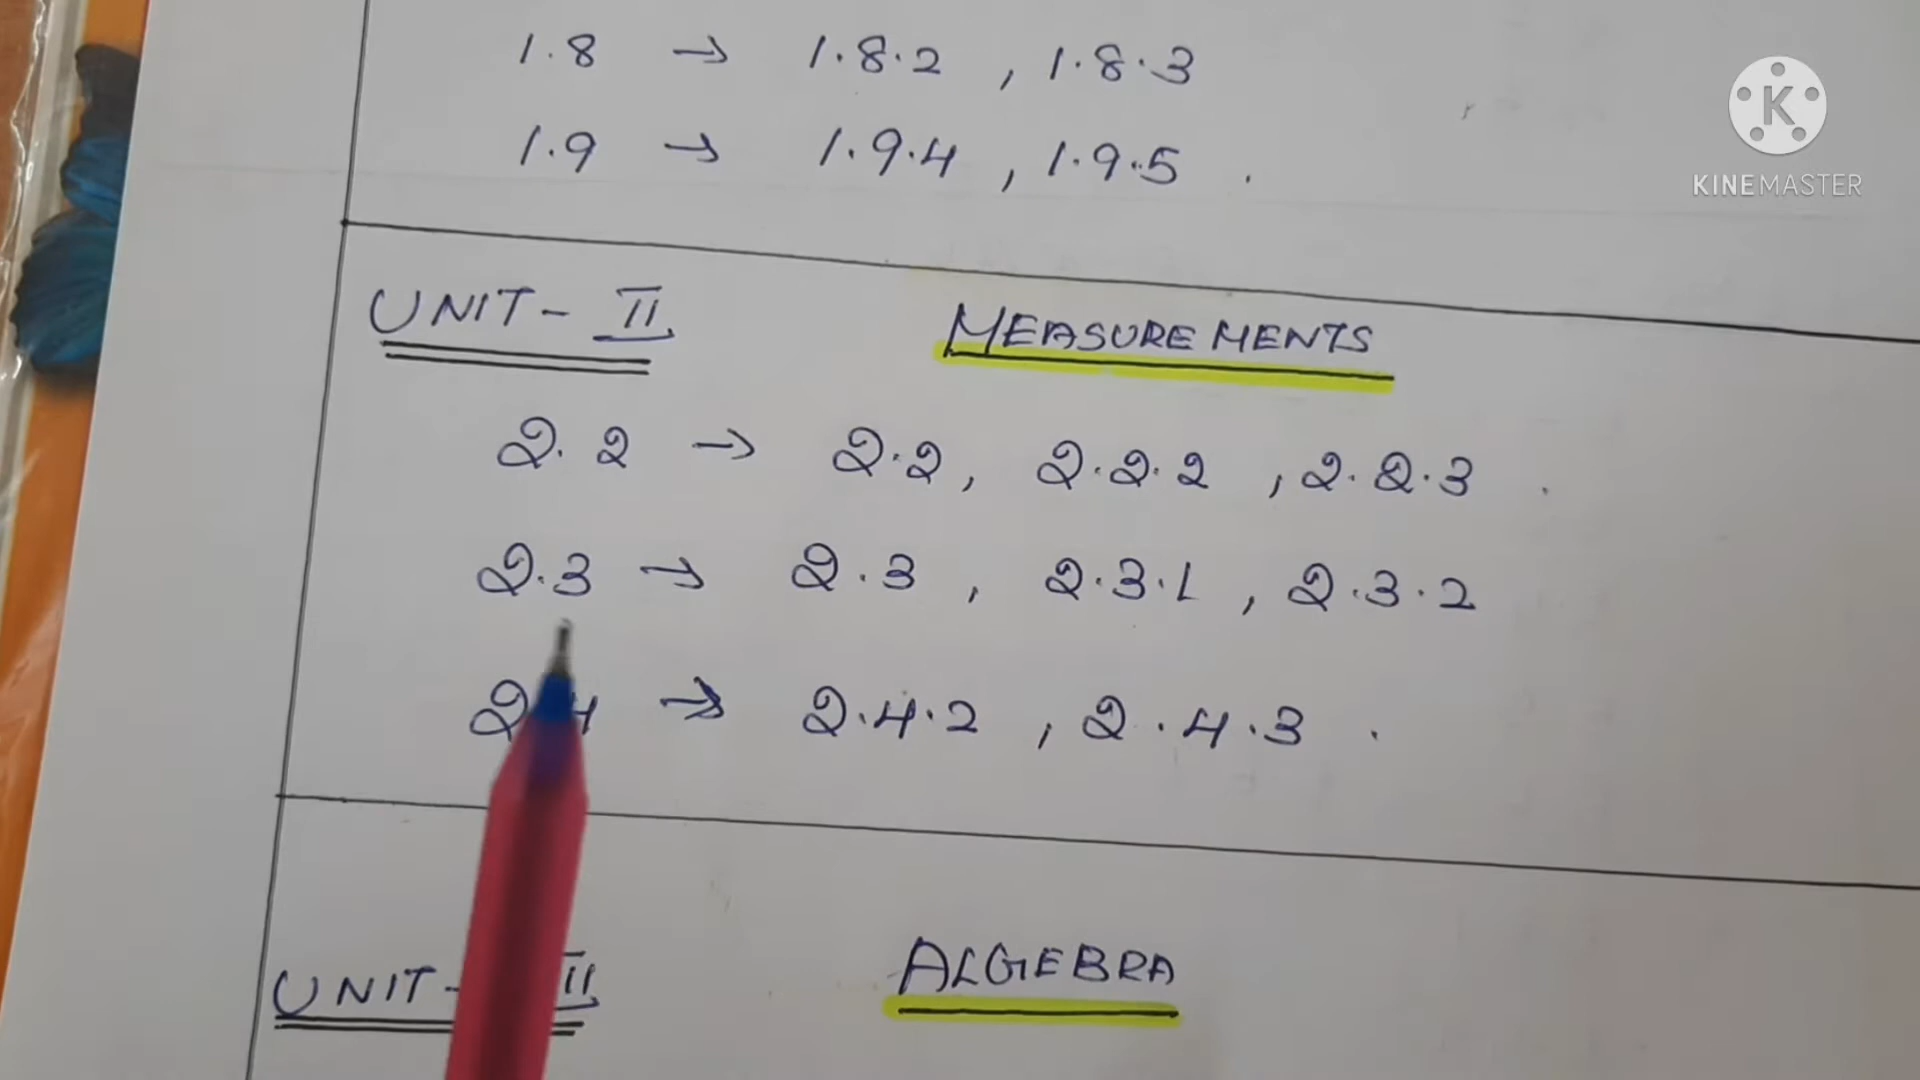 1.8 → 1.8.2 , 1.8.3
1.9 → 1.9.4 , 1.9.5 .
KINEMASTER
UNIT - II MEASUREMENTS
2.2 → 2.2 , 2.2.2 , 2.2.3 .
2.3 → 2.3 , 2.3.1 , 2.3.2
2.4 → 2.4.2 , 2.4.3 .
UNIT - ALGEBRA